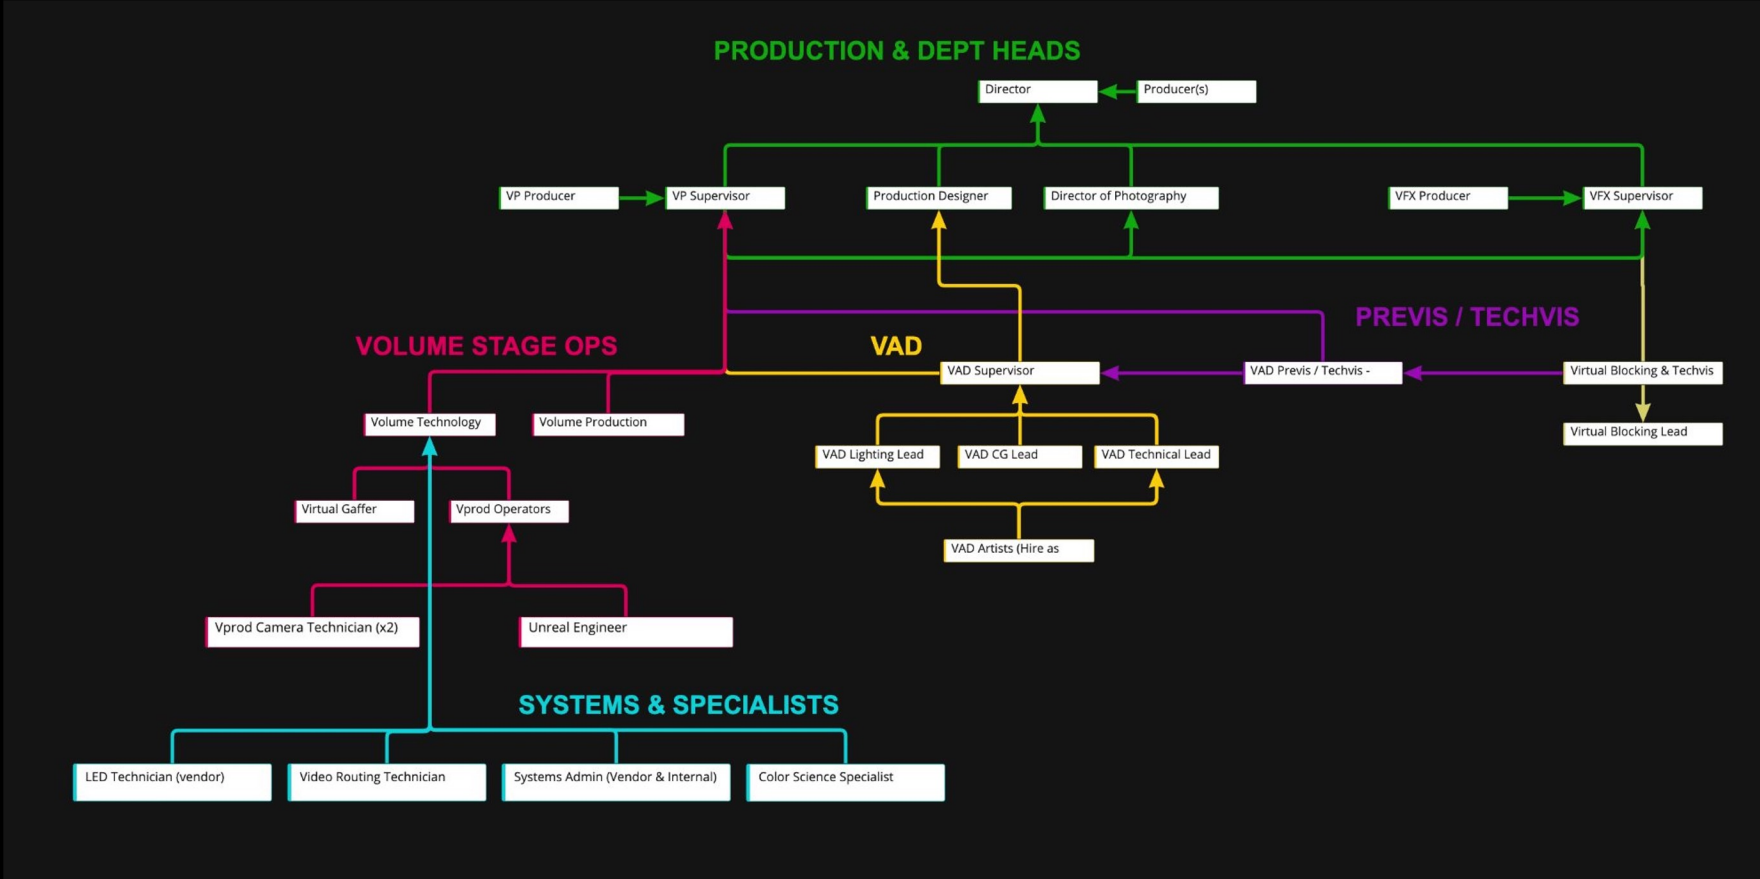 PRODUCTION & DEPT HEADS
Director
Producer(s)
VP Producer
VP Supervisor
Production Designer
Director of Photography
VFX Producer
VFX Supervisor
PREVIS / TECHVIS
VOLUME STAGE OPS
VAD
VAD Supervisor
VAD Previs / Techvis -
Virtual Blocking & Techvis
Volume Technology
Volume Production
Virtual Blocking Lead
VAD Lighting Lead
VAD CG Lead
VAD Technical Lead
Virtual Gaffer
Vprod Operators
VAD Artists (Hire as
Vprod Camera Technician (x2)
Unreal Engineer
SYSTEMS & SPECIALISTS
LED Technician (vendor)
Video Routing Technician
Systems Admin (Vendor & Internal)
Color Science Specialist